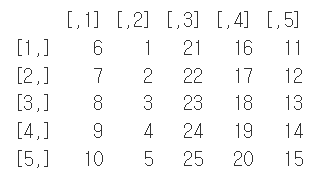 [,1] [,2] [,3] [,4] [,5]
[1,] 6 1 21 16 11
[2,] 7 2 22 17 12
[3,] 8 3 23 18 13
[4,] 9 4 24 19 14
[5,] 10 5 25 20 15